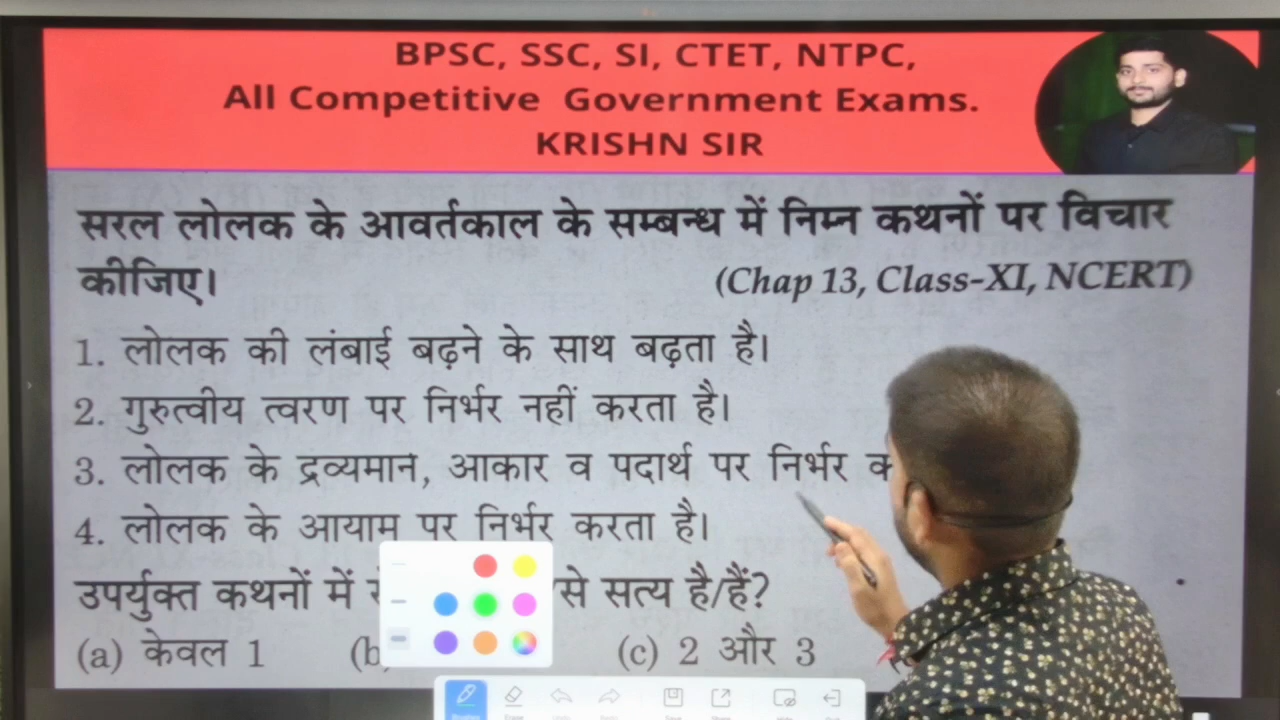 BPSC, SSC, SI, CTET, NTPC,
All Competitive Government Exams.
KRISHN SIR
सरल लोलक के आवर्तकाल के सम्बन्ध में निम्न कथनों पर विचार
कीजिए। (Chap 13, Class-XI, NCERT)
1. लोलक की लंबाई बढ़ने के साथ बढ़ता है।
2. गुरुत्वीय त्वरण पर निर्भर नहीं करता है।
3. लोलक के द्रव्यमान, आकार व पदार्थ पर निर्भर
4. लोलक के आयाम पर निर्भर करता है।
उपर्युक्त कथनों में से सत्य है/हैं?
(a) केवल 1 (b) (c) 2 और 3